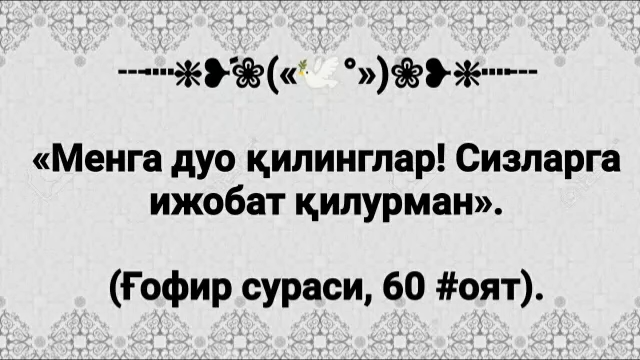 «Менга дуо қилинглар! Сизларга
ижобат қилурман».
(Ғофир сураси, 60 #оят).